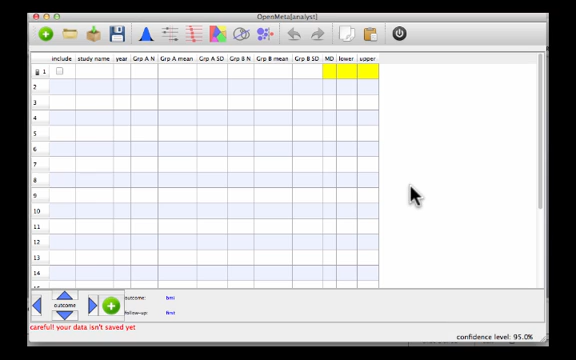 OpenMeta[analyst]
include study name year Grp A N Grp A mean Grp A SD Grp B N Grp B mean Grp B SD MD lower upper
1
2
3
4
5
6
7
8
9
10
11
12
13
14
outcome: bmi
outcome
follow-up: first
careful! your data isn't saved yet
confidence level: 95.0%